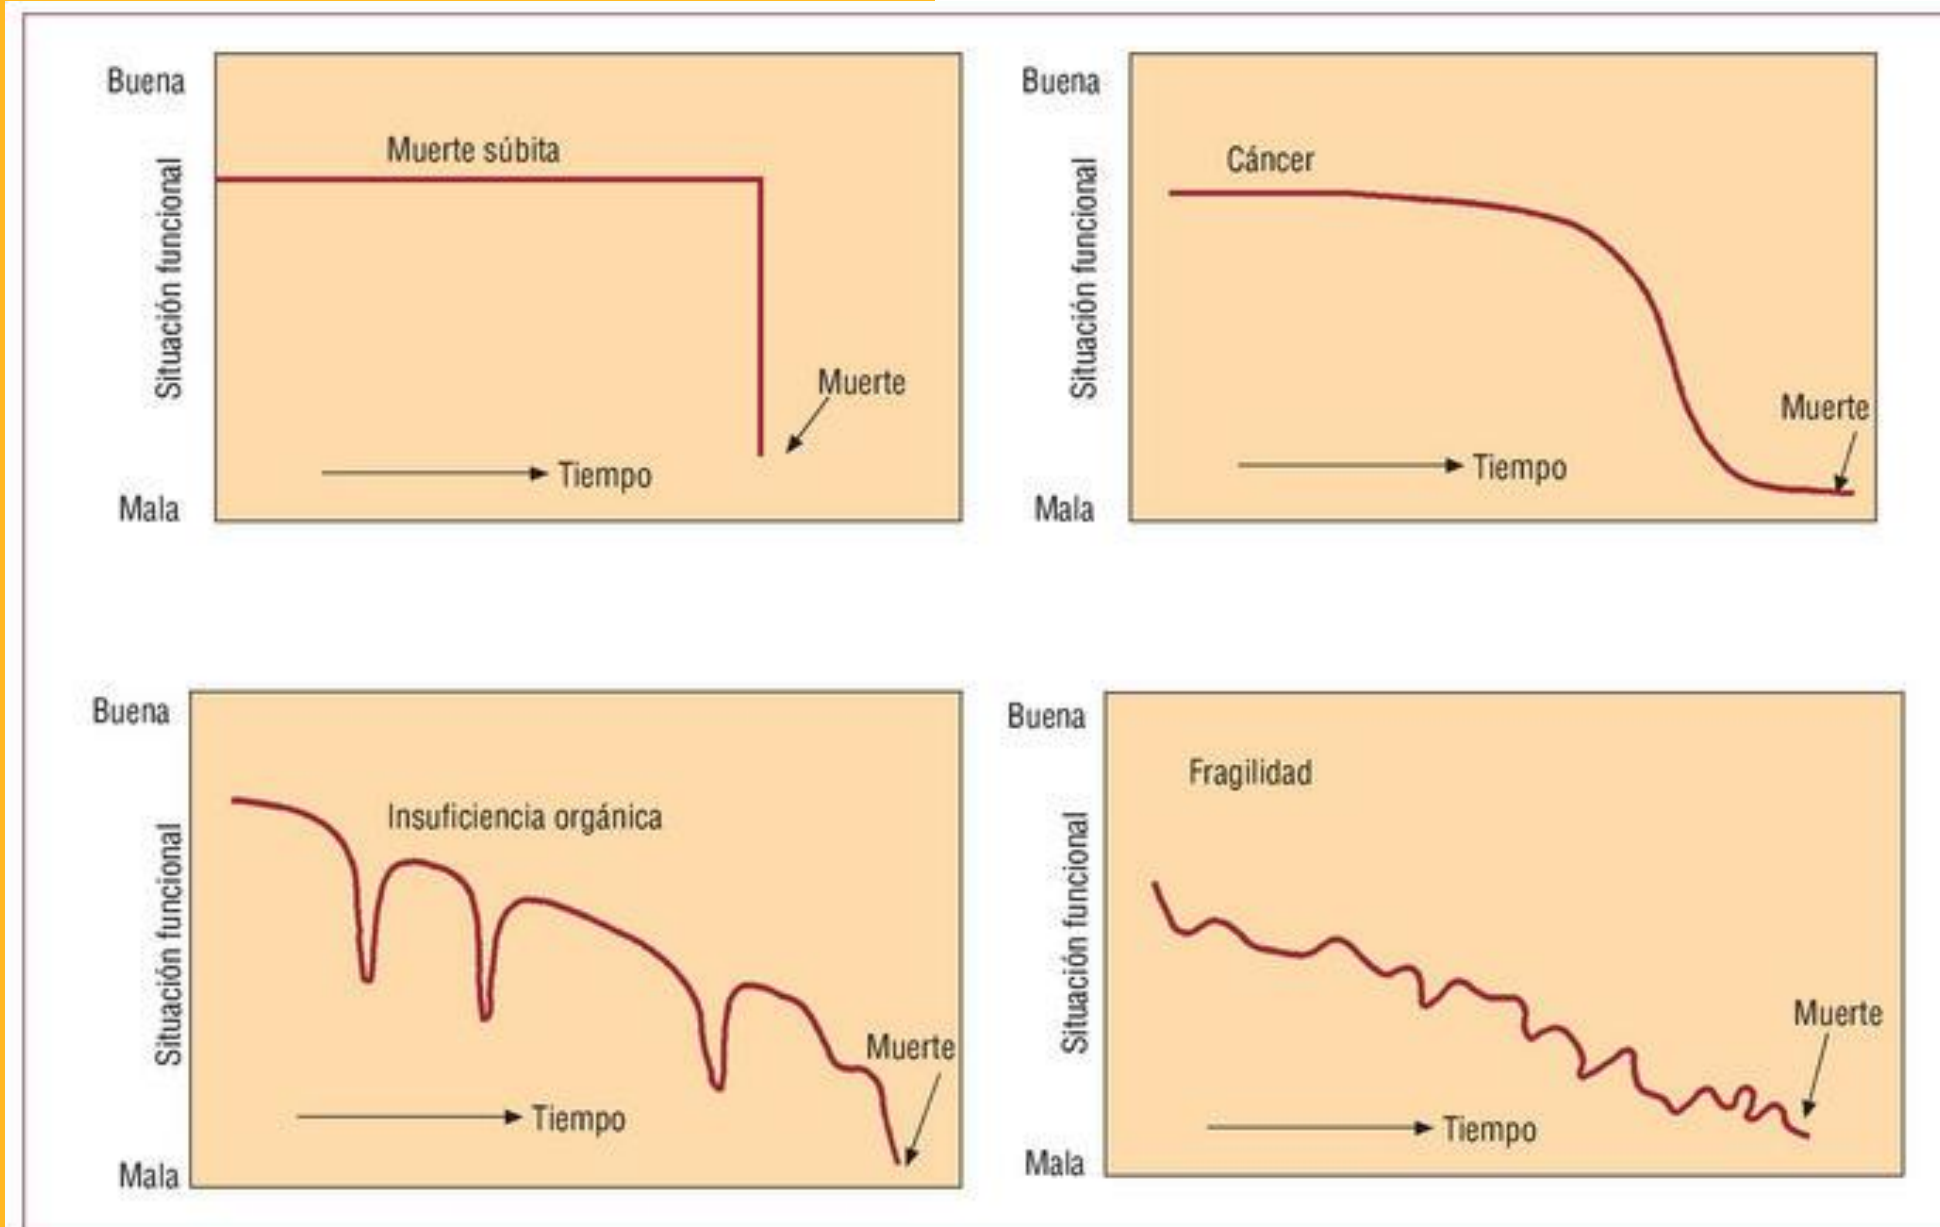 Buena
Muerte súbita
Situación funcional
Muerte
Tiempo
Mala
Buena
Cáncer
Situación funcional
Muerte
Tiempo
Mala
Buena
Insuficiencia orgánica
Situación funcional
Muerte
Tiempo
Mala
Buena
Fragilidad
Situación funcional
Muerte
Tiempo
Mala